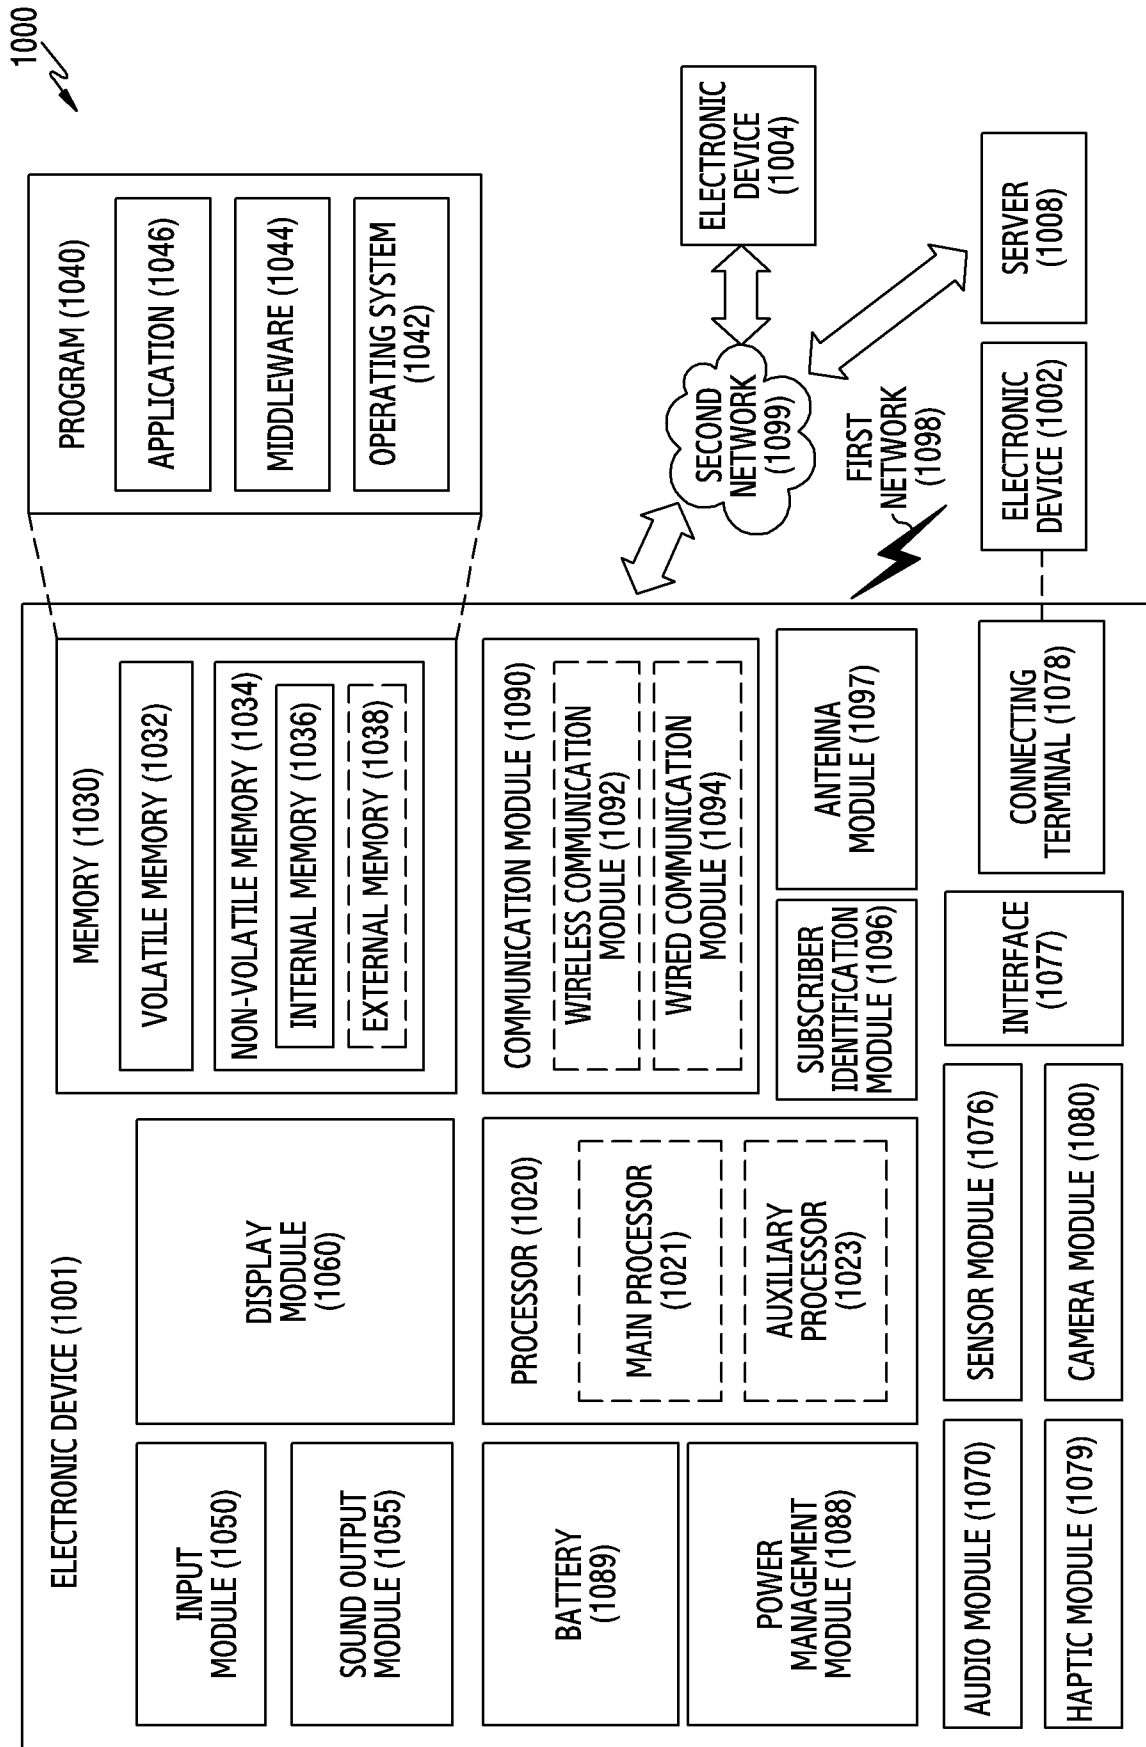 1000
ELECTRONIC DEVICE (1001)
INPUT
MODULE (1050)
SOUND OUTPUT
MODULE (1055)
DISPLAY
MODULE
(1060)
MEMORY (1030)
VOLATILE MEMORY (1032)
NON-VOLATILE MEMORY (1034)
INTERNAL MEMORY (1036)
EXTERNAL MEMORY (1038)
PROGRAM (1040)
APPLICATION (1046)
MIDDLEWARE (1044)
OPERATING SYSTEM
(1042)
BATTERY
(1089)
POWER
MANAGEMENT
MODULE (1088)
PROCESSOR (1020)
MAIN PROCESSOR
(1021)
AUXILIARY
PROCESSOR
(1023)
COMMUNICATION MODULE (1090)
WIRELESS COMMUNICATION
MODULE (1092)
WIRED COMMUNICATION
MODULE (1094)
SUBSCRIBER
IDENTIFICATION
MODULE (1096)
ANTENNA
MODULE (1097)
SECOND
NETWORK
(1099)
ELECTRONIC
DEVICE
(1004)
FIRST
NETWORK
(1098)
AUDIO MODULE (1070)
SENSOR MODULE (1076)
HAPTIC MODULE (1079)
CAMERA MODULE (1080)
INTERFACE
(1077)
CONNECTING
TERMINAL (1078)
ELECTRONIC
DEVICE (1002)
SERVER
(1008)